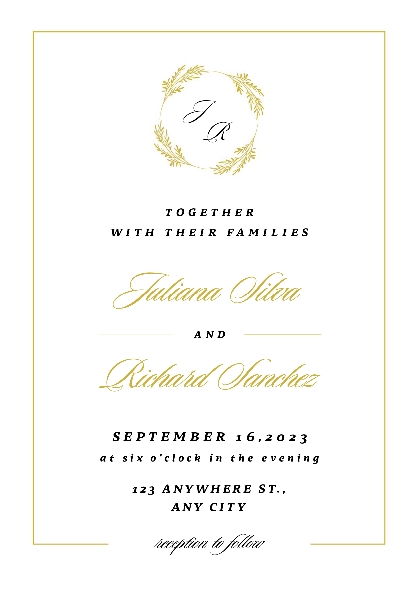 J
R
TOGETHER
WITH THEIR FAMILIES
Juliana Silva
AND
Richard Sanchez
SEPTEMBER 16,2023
at six o'clock in the evening
123 ANYWHERE ST.,
ANY CITY
reception to follow